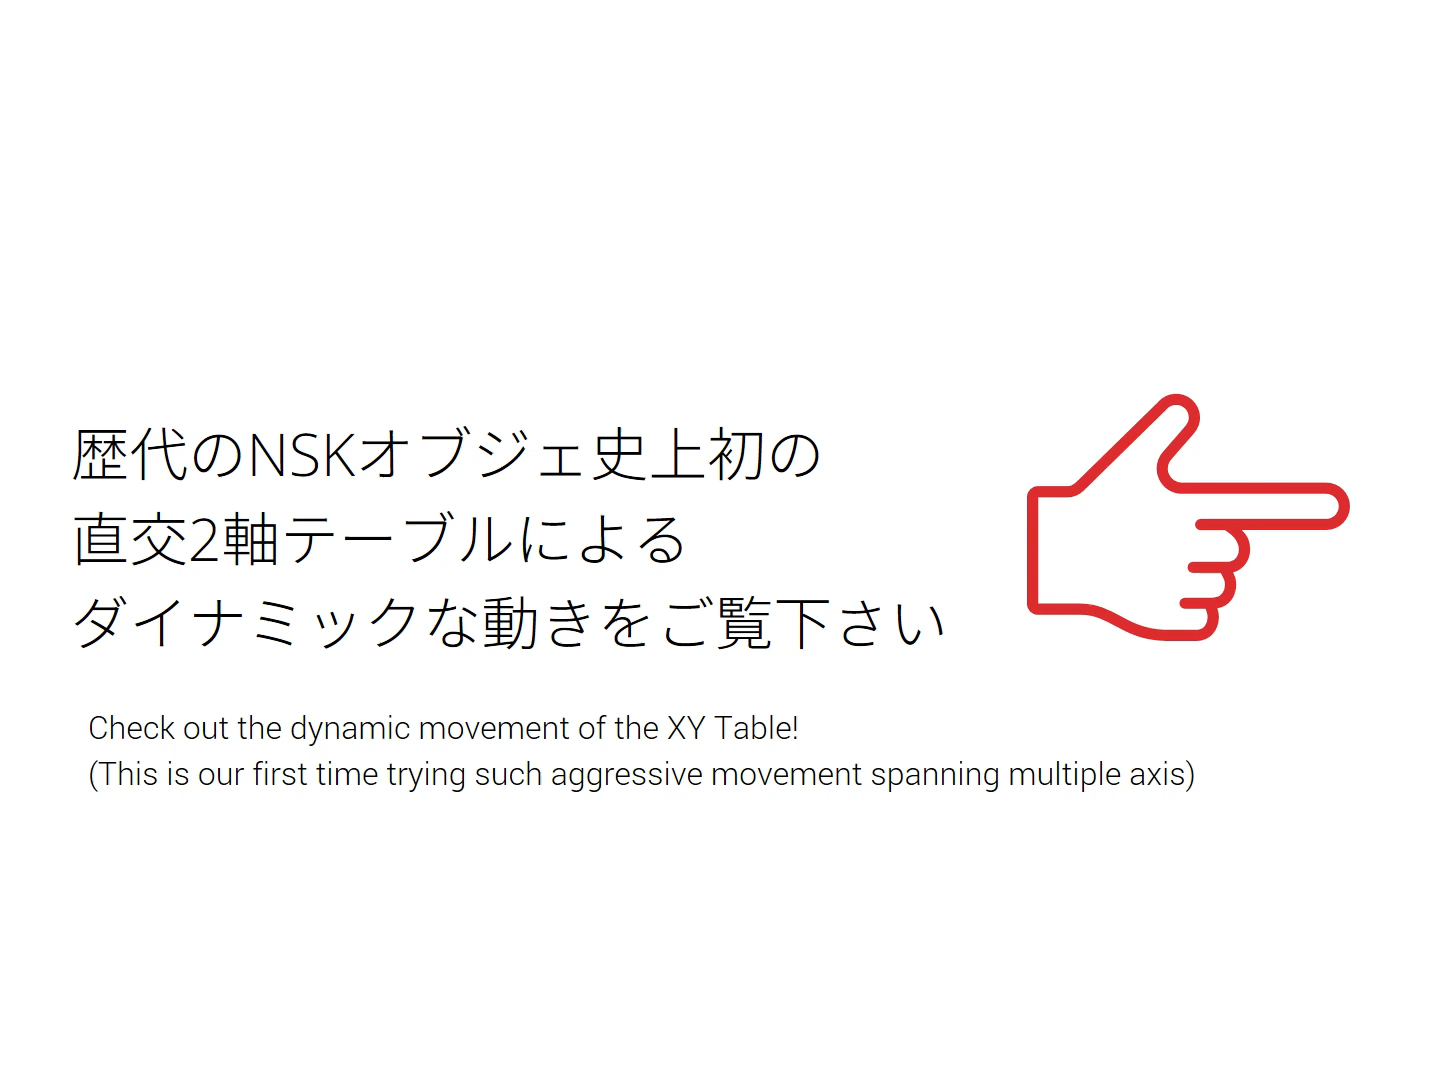 歴代のNSKオブジェ史上初の
直交2軸テーブルによる
ダイナミックな動きをご覧下さい
Check out the dynamic movement of the XY Table!
(This is our first time trying such aggressive movement spanning multiple axis)